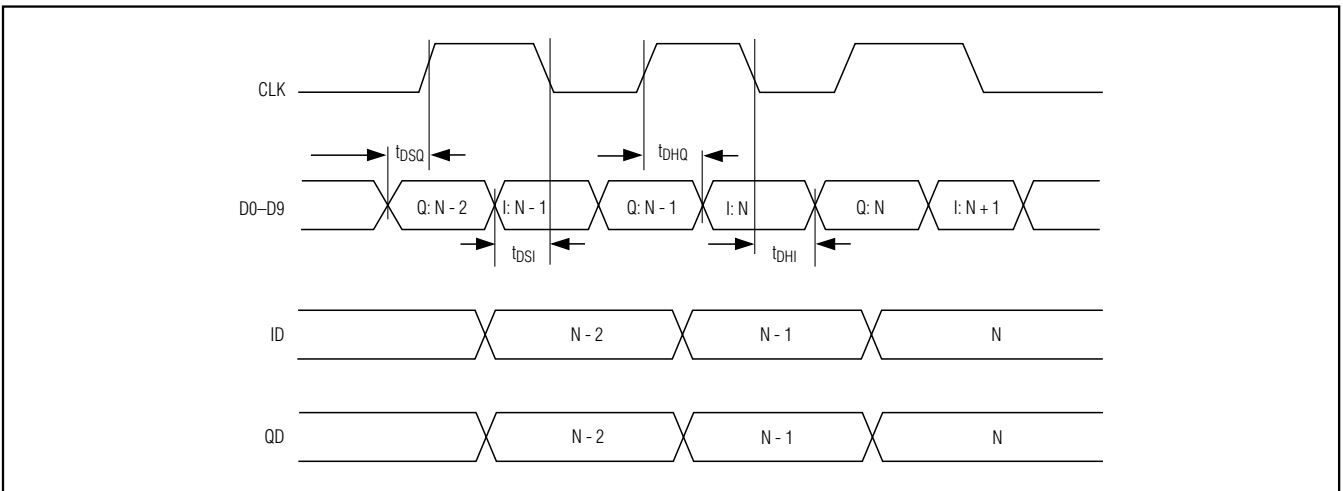 CLK
tDSQ
tDHQ
D0–D9
Q: N - 2
I: N - 1
Q: N - 1
I: N
Q: N
I: N + 1
tDSI
tDHI
ID
N - 2
N - 1
N
QD
N - 2
N - 1
N